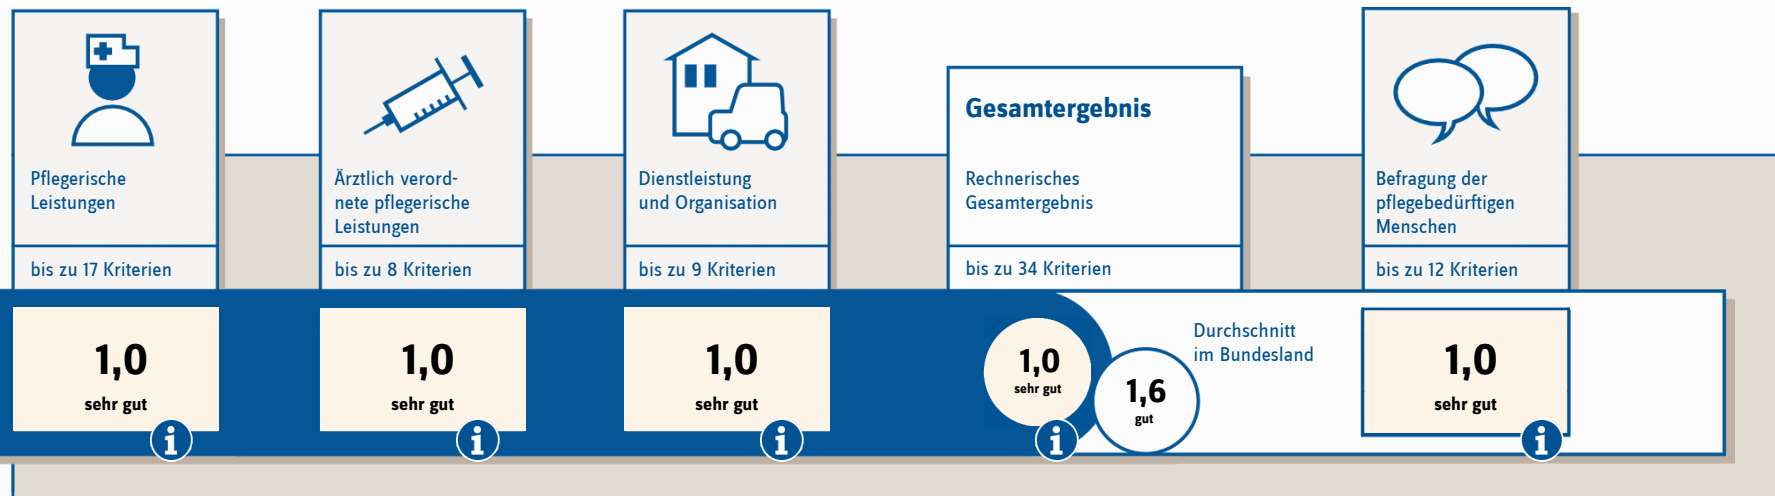 Pflegerische
Leistungen
bis zu 17 Kriterien
1,0
sehr gut
i
Ärztlich verord-
nete pflegerische
Leistungen
bis zu 8 Kriterien
1,0
sehr gut
i
Dienstleistung
und Organisation
bis zu 9 Kriterien
1,0
sehr gut
i
Gesamtergebnis
Rechnerisches
Gesamtergebnis
bis zu 34 Kriterien
1,0
sehr gut
i
1,6
gut
Durchschnitt
im Bundesland
Befragung der
pflegebedürftigen
Menschen
bis zu 12 Kriterien
1,0
sehr gut
i